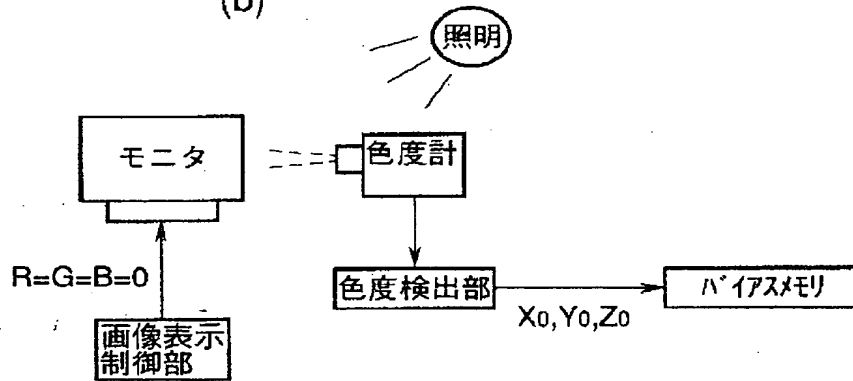 (b)
照明
モニタ
色度計
R=G=B=0
色度検出部
X0,Y0,Z0
バイアスメモリ
画像表示
制御部